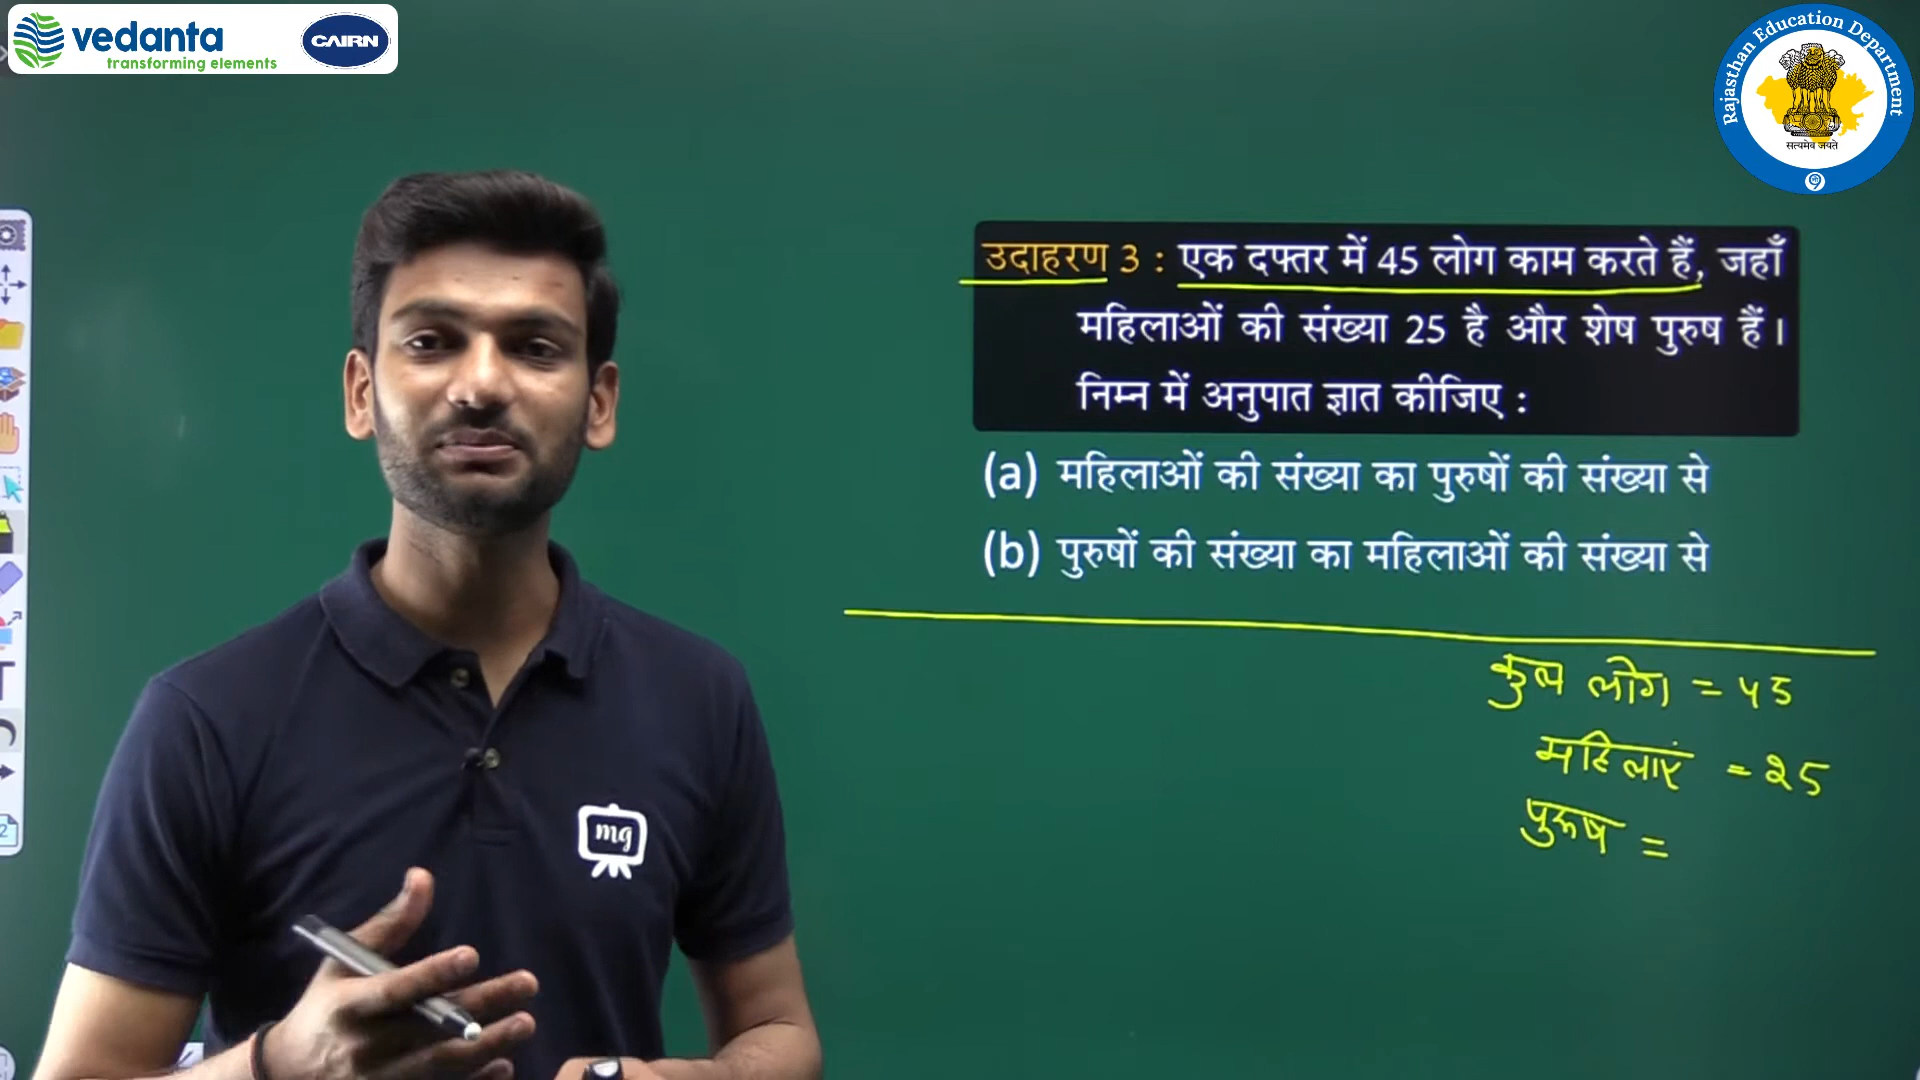 vedanta
transforming elements
CAIRN
Rajasthan Education Department
सत्यमेव जयते
उदाहरण 3 : एक दफ्तर में 45 लोग काम करते हैं, जहाँ
महिलाओं की संख्या 25 है और शेष पुरुष हैं।
निम्न में अनुपात ज्ञात कीजिए :
(a) महिलाओं की संख्या का पुरुषों की संख्या से
(b) पुरुषों की संख्या का महिलाओं की संख्या से
कुल लोग = 45
महिलाएं = 25
पुरूष =
mg